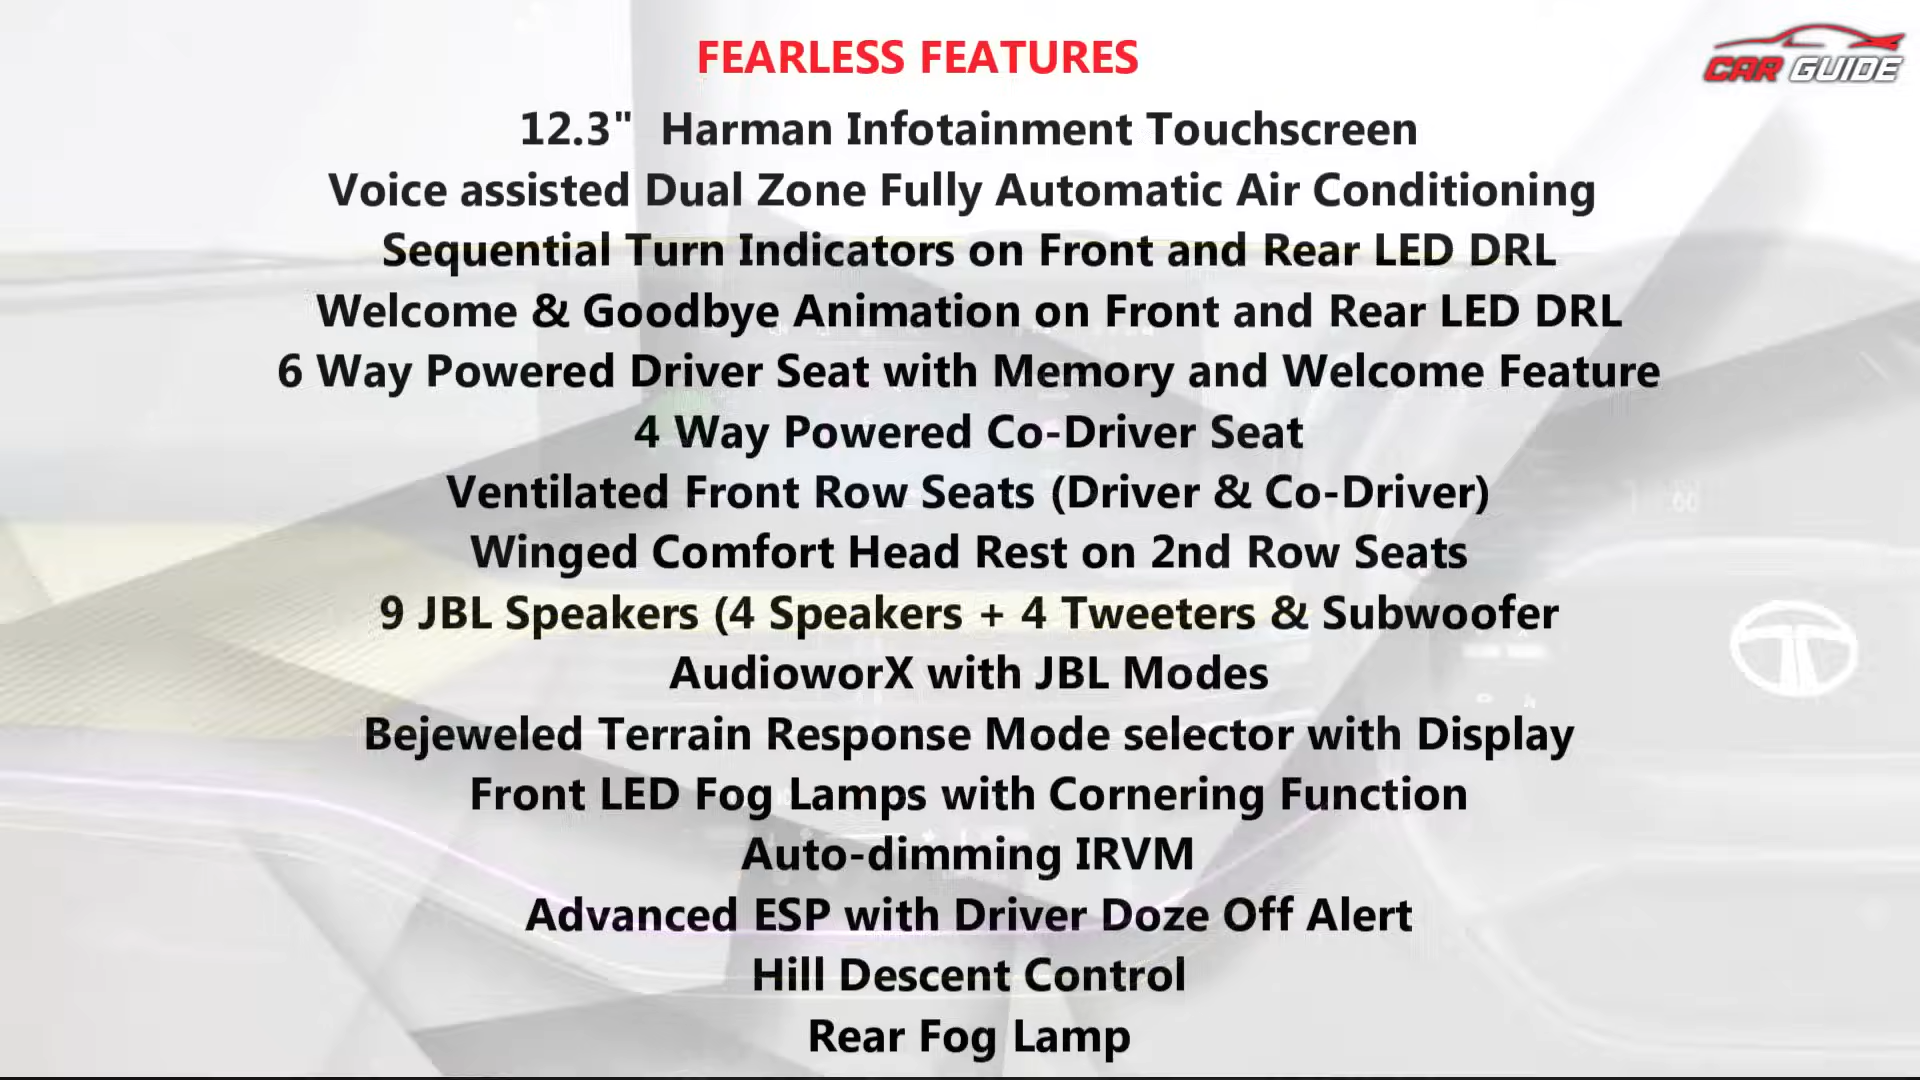 FEARLESS FEATURES
CAR GUIDE
12.3" Harman Infotainment Touchscreen
Voice assisted Dual Zone Fully Automatic Air Conditioning
Sequential Turn Indicators on Front and Rear LED DRL
Welcome & Goodbye Animation on Front and Rear LED DRL
6 Way Powered Driver Seat with Memory and Welcome Feature
4 Way Powered Co-Driver Seat
Ventilated Front Row Seats (Driver & Co-Driver)
Winged Comfort Head Rest on 2nd Row Seats
9 JBL Speakers (4 Speakers + 4 Tweeters & Subwoofer
AudioworX with JBL Modes
Bejeweled Terrain Response Mode selector with Display
Front LED Fog Lamps with Cornering Function
Auto-dimming IRVM
Advanced ESP with Driver Doze Off Alert
Hill Descent Control
Rear Fog Lamp